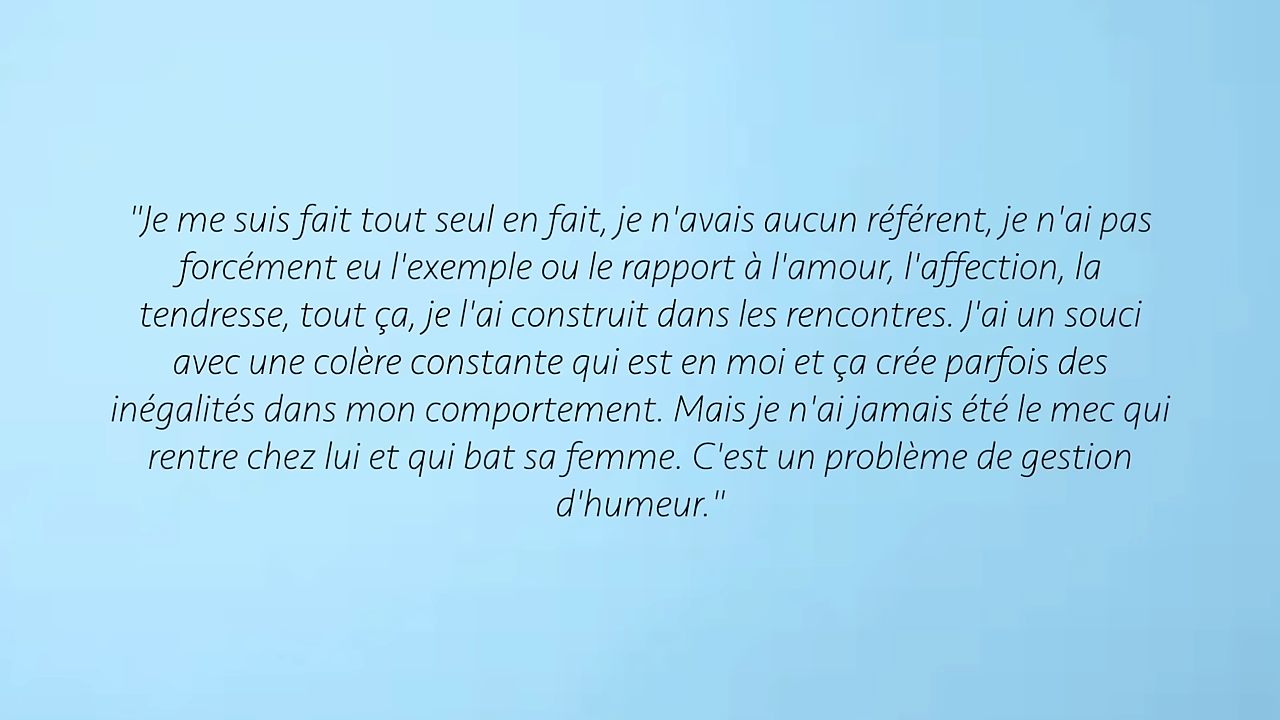 "Je me suis fait tout seul en fait, je n'avais aucun référent, je n'ai pas
forcément eu l'exemple ou le rapport à l'amour, l'affection, la
tendresse, tout ça, je l'ai construit dans les rencontres. J'ai un souci
avec une colère constante qui est en moi et ça crée parfois des
inégalités dans mon comportement. Mais je n'ai jamais été le mec qui
rentre chez lui et qui bat sa femme. C'est un problème de gestion
d'humeur."